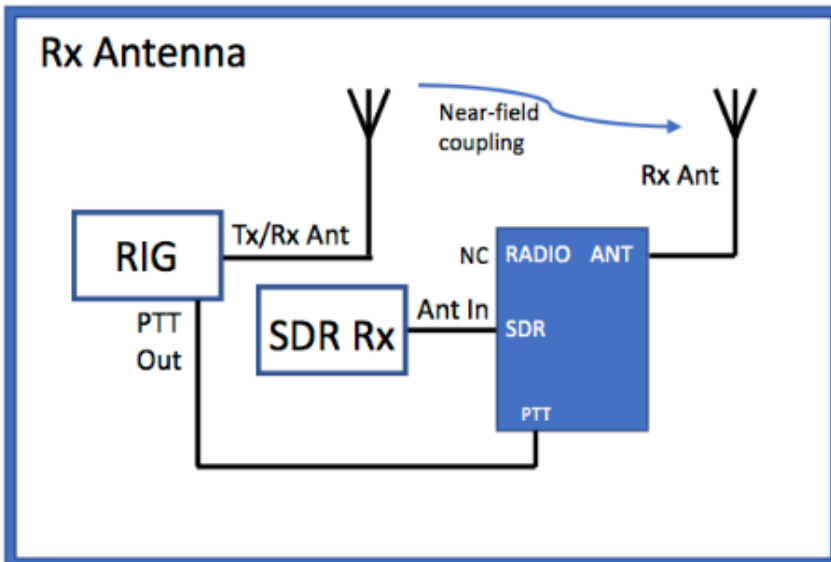 Rx Antenna
Near-field
coupling
Rx Ant
Tx/Rx Ant
RIG
NC
RADIO ANT
Ant In
PTT
Out
SDR Rx
SDR
PTT